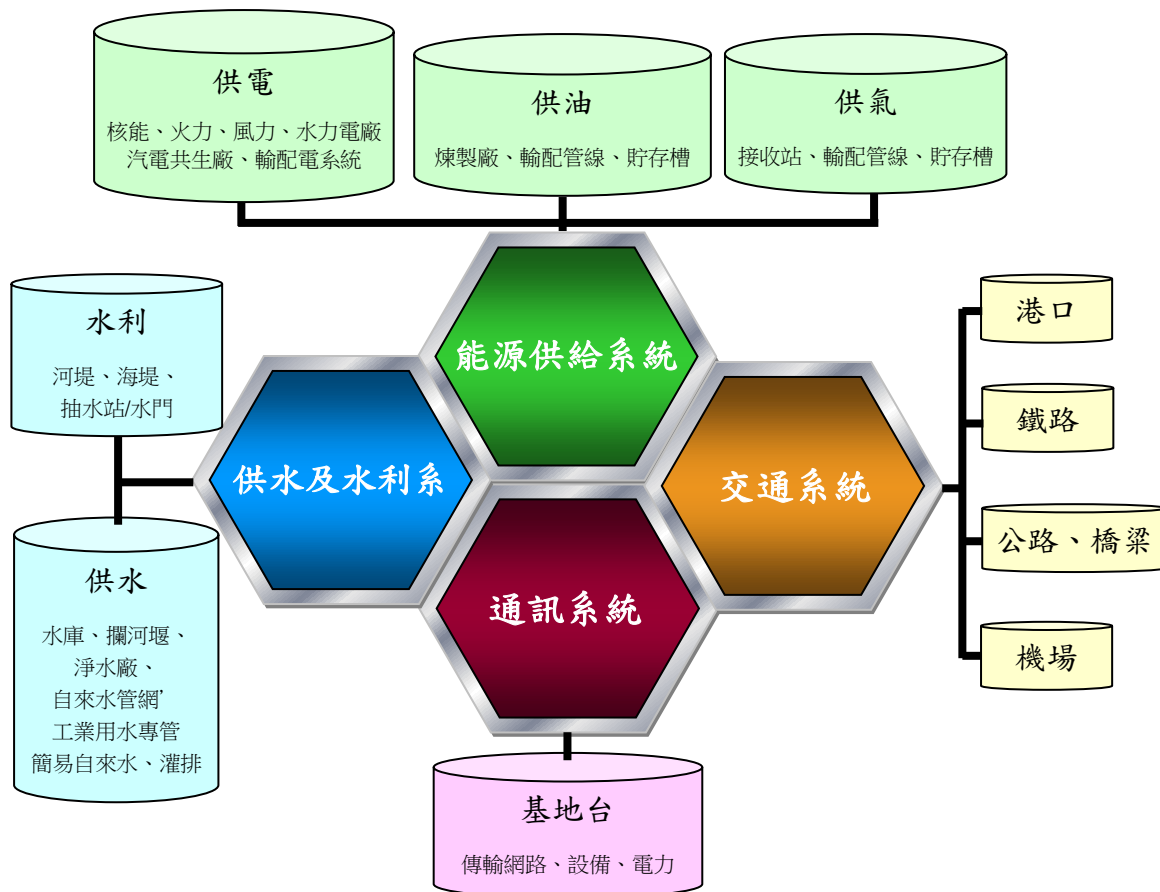 供電
核能、火力、風力、水力電廠
汽電共生廠、輸配電系統
供油
煉製廠、輸配管線、貯存槽
供氣
接收站、輸配管線、貯存槽
水利
河堤、海堤、
抽水站/水門
能源供給系統
供水及水利系
交通系統
通訊系統
港口
鐵路
公路、橋梁
機場
供水
水庫、攔河堰、
淨水廠、
自來水管網’
工業用水專管
簡易自來水、灌排
基地台
傳輸網路、設備、電力